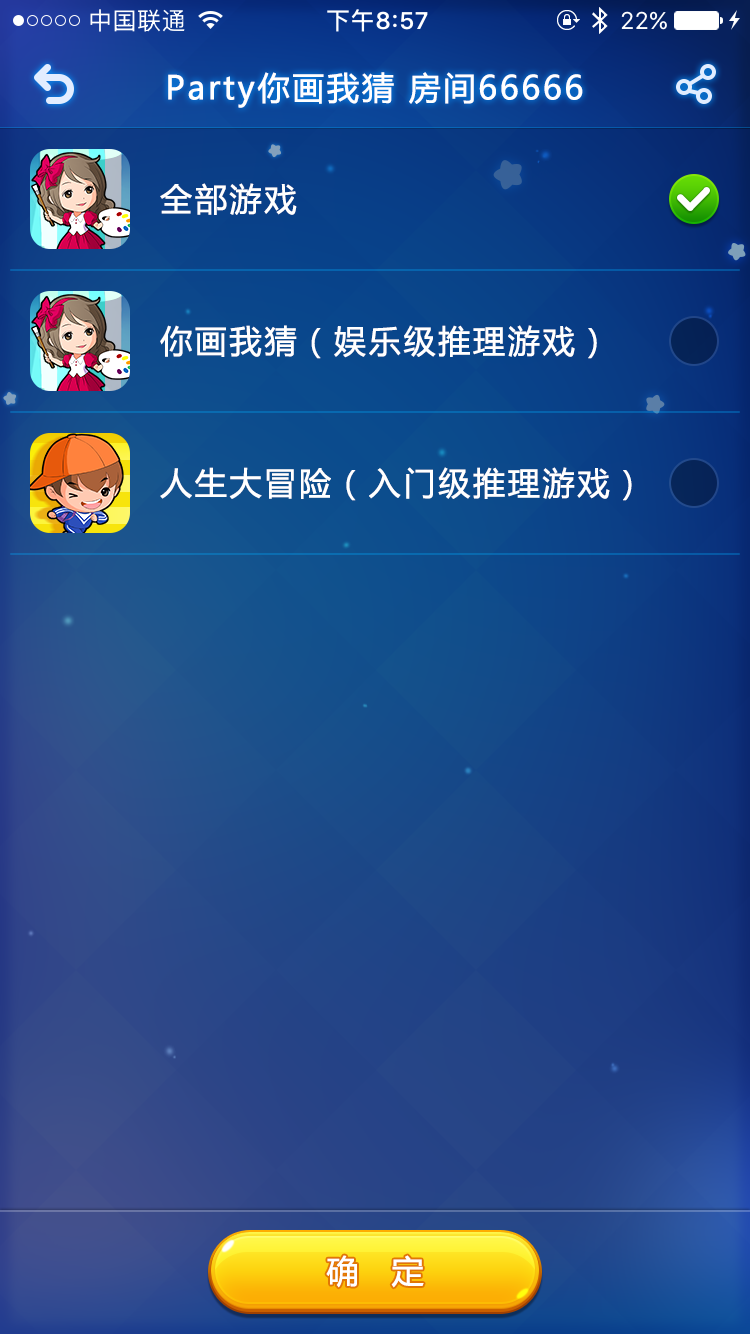 中国联通 下午8:57 22%
Party你画我猜 房间66666
全部游戏
你画我猜（娱乐级推理游戏）
人生大冒险（入门级推理游戏）
确 定